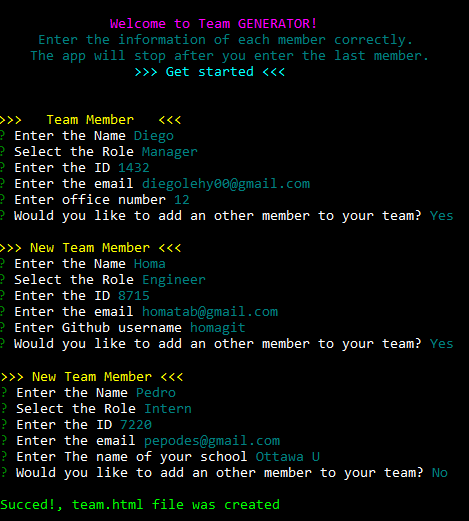 Welcome to Team GENERATOR!
Enter the information of each member correctly.
The app will stop after you enter the last member.
>>> Get started <<<
>>>   Team Member   <<<
? Enter the Name Diego
? Select the Role Manager
? Enter the ID 1432
? Enter the email diegolehy00@gmail.com
? Enter office number 12
? Would you like to add an other member to your team? Yes
>>> New Team Member <<<
? Enter the Name Homa
? Select the Role Engineer
? Enter the ID 8715
? Enter the email homatab@gmail.com
? Enter Github username homagit
? Would you like to add an other member to your team? Yes
>>> New Team Member <<<
? Enter the Name Pedro
? Select the Role Intern
? Enter the ID 7220
? Enter the email pepodes@gmail.com
? Enter The name of your school Ottawa U
? Would you like to add an other member to your team? No
Succed!, team.html file was created